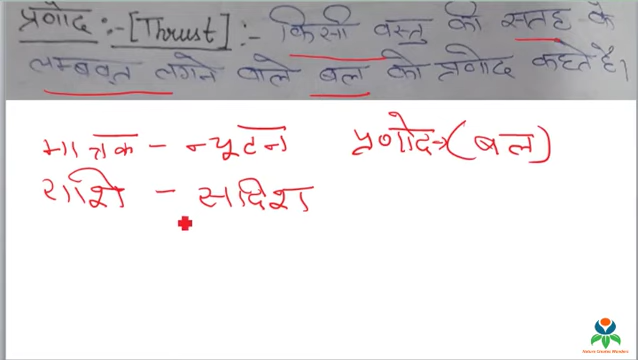 प्रणोद :- [Thrust] :- किसी वस्तु की सतह के
लम्बवत लगने वाले बल को प्रणोद कहते हैं।
मात्रक - न्यूटन प्रणोद→(बल)
राशि - सदिश